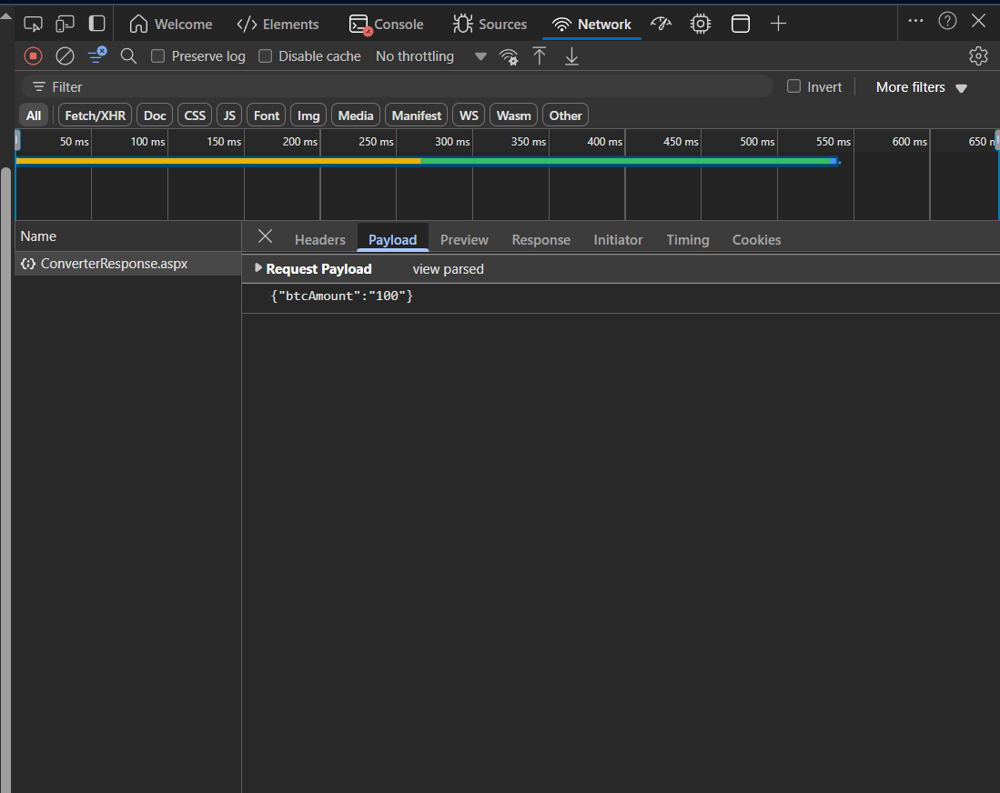 Welcome Elements Console Sources Network
Preserve log Disable cache No throttling
Filter Invert More filters
All Fetch/XHR Doc CSS JS Font Img Media Manifest WS Wasm Other
50 ms 100 ms 150 ms 200 ms 250 ms 300 ms 350 ms 400 ms 450 ms 500 ms 550 ms 600 ms 650
Name
Headers Payload Preview Response Initiator Timing Cookies
ConverterResponse.aspx
Request Payload view parsed
{"btcAmount":"100"}